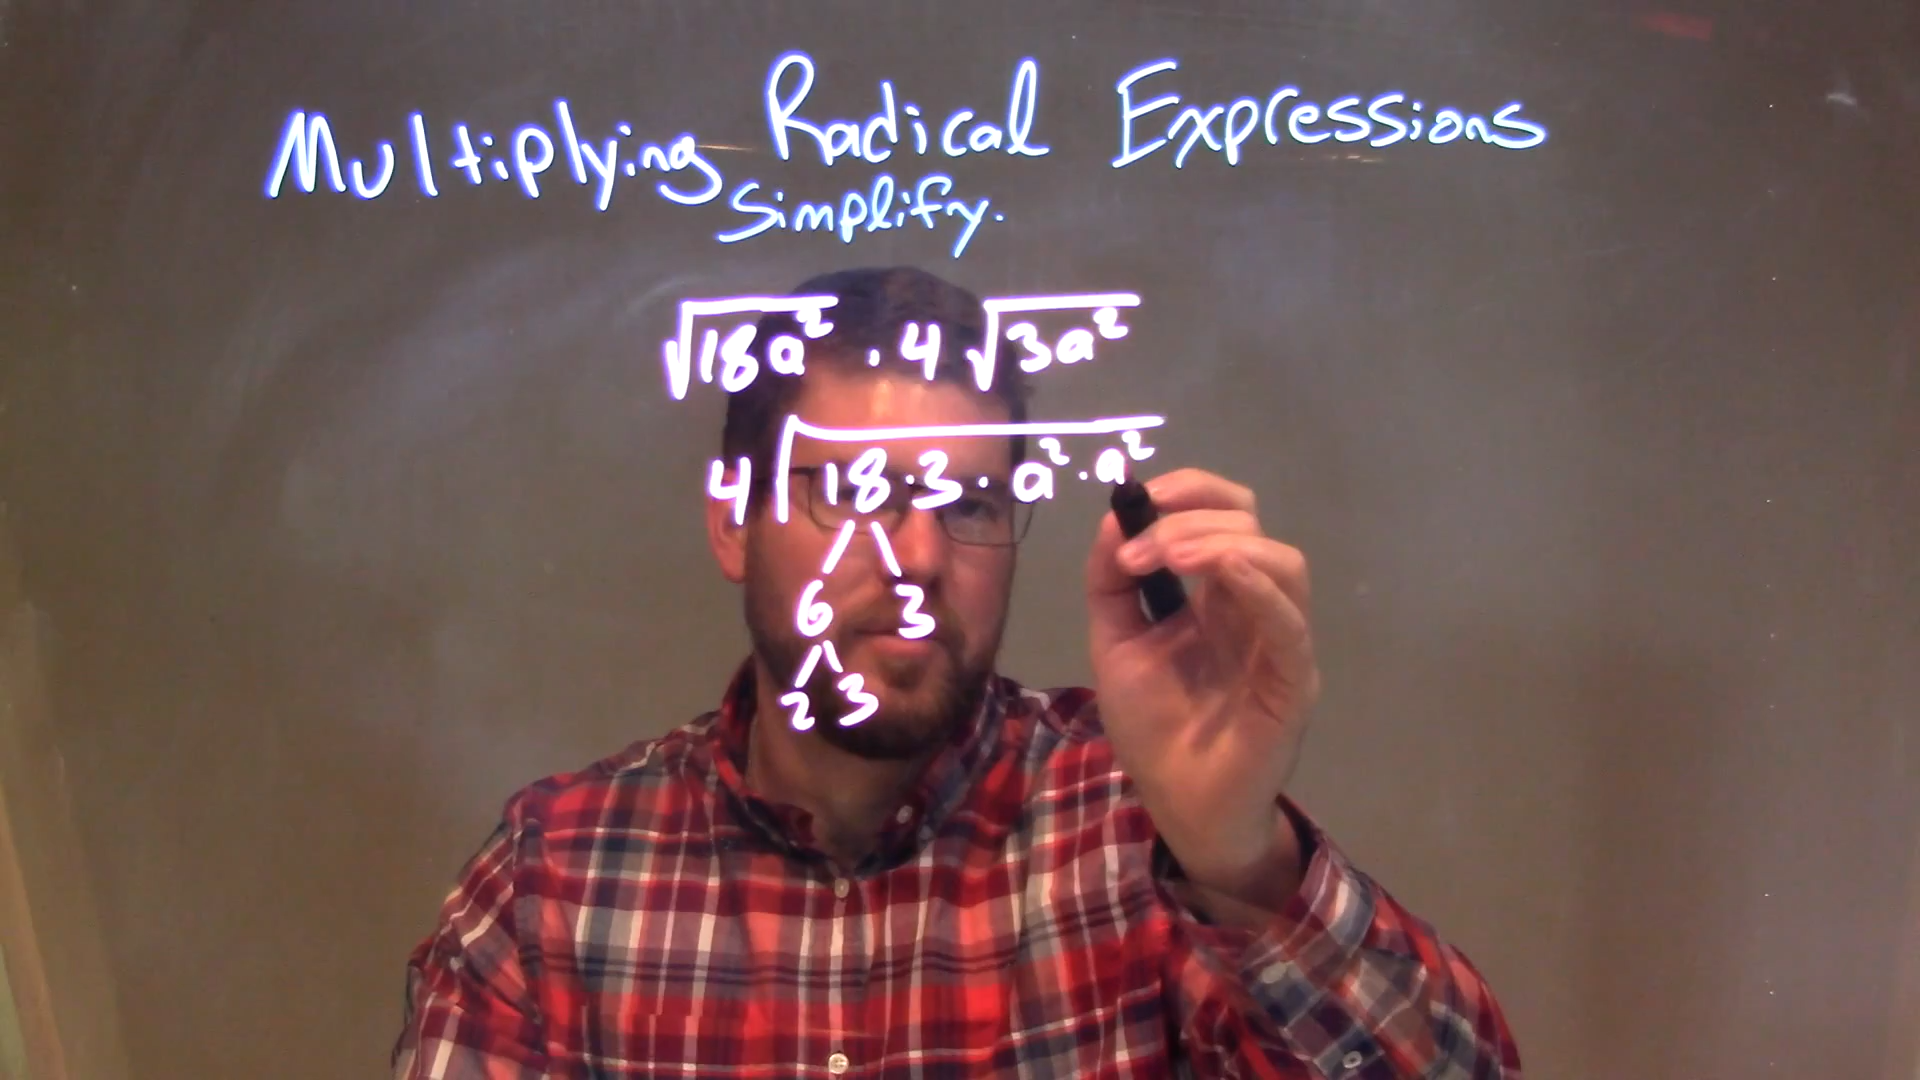 Multiplying Radical Expressions
Simplify.
√18a² · 4√3a²
4√18·3·a²·a²
6 3
2 3